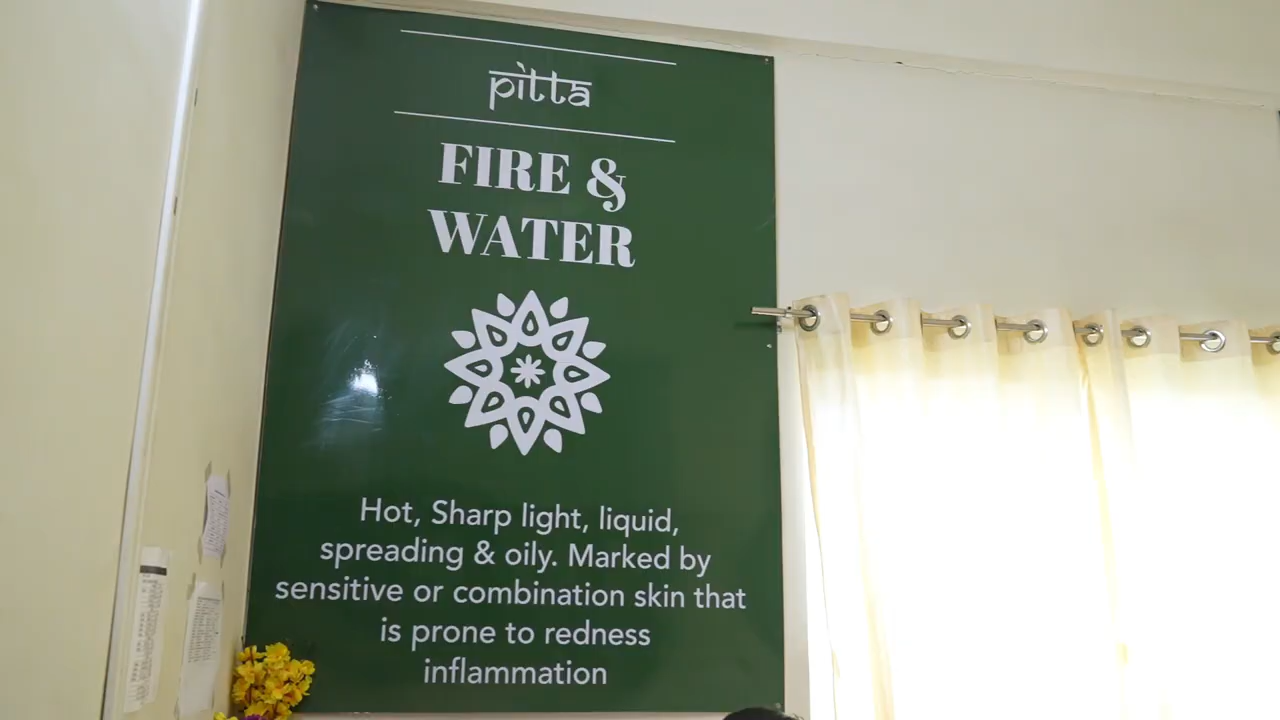 pitta
FIRE &
WATER
Hot, Sharp light, liquid,
spreading & oily. Marked by
sensitive or combination skin that
is prone to redness
inflammation